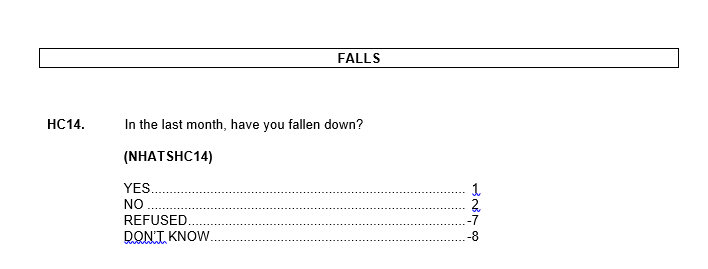 FALLS
HC14. In the last month, have you fallen down?
(NHATSHC14)
YES.................................................................................... 1
NO ..................................................................................... 2
REFUSED..........................................................................-7
DON'T KNOW....................................................................-8